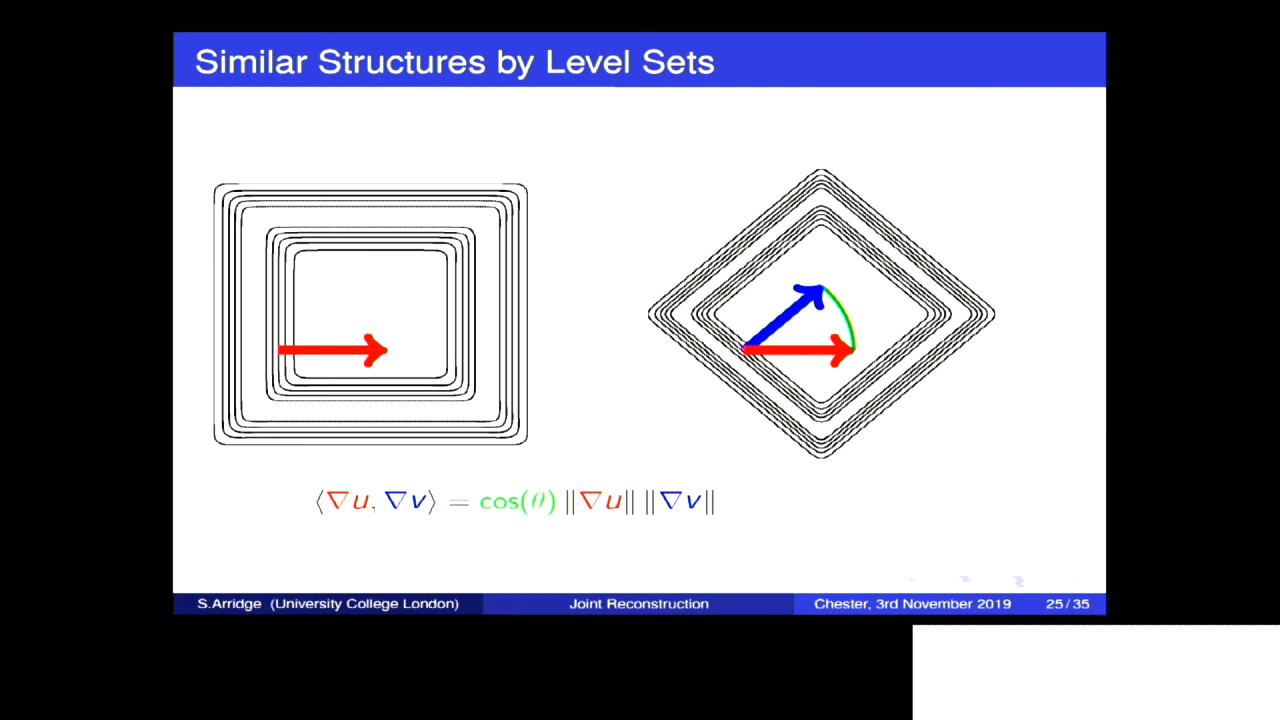 Similar Structures by Level Sets
⟨∇u, ∇v⟩ = cos(θ) ‖∇u‖ ‖∇v‖
S.Arridge (University College London) Joint Reconstruction Chester, 3rd November 2019 25 / 35